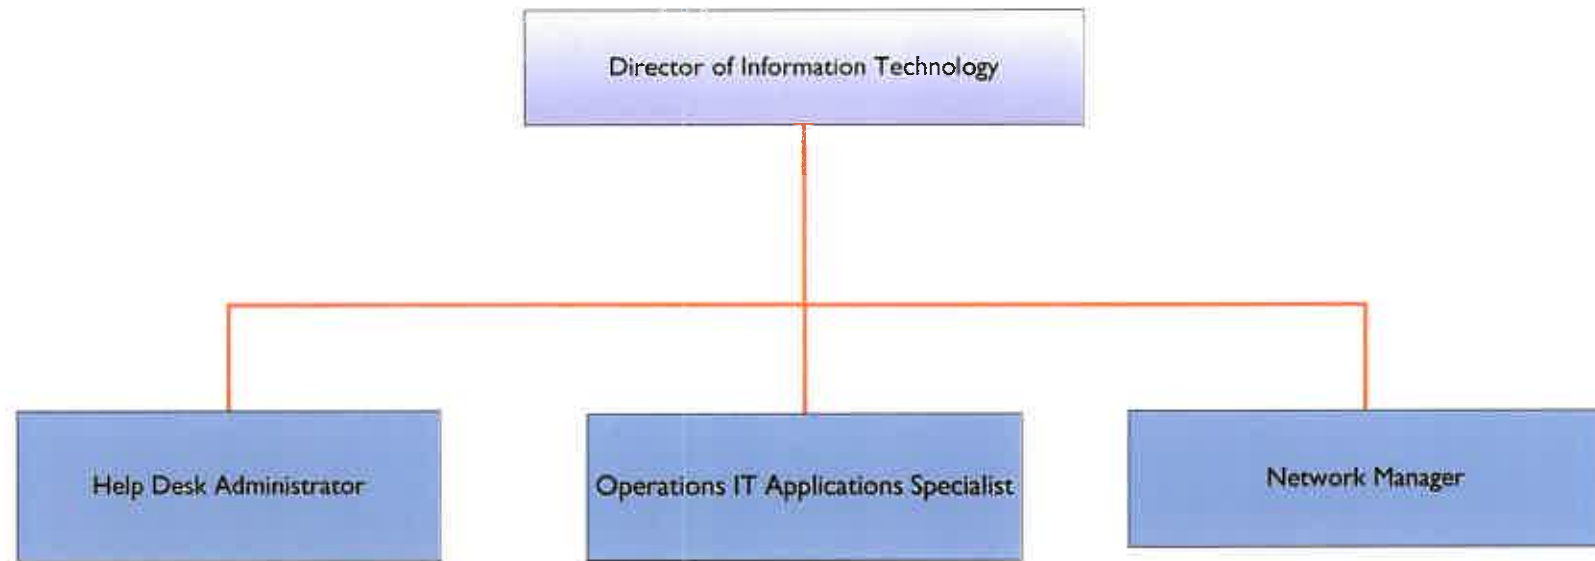 Director of Information Technology
Help Desk Administrator
Operations IT Applications Specialist
Network Manager